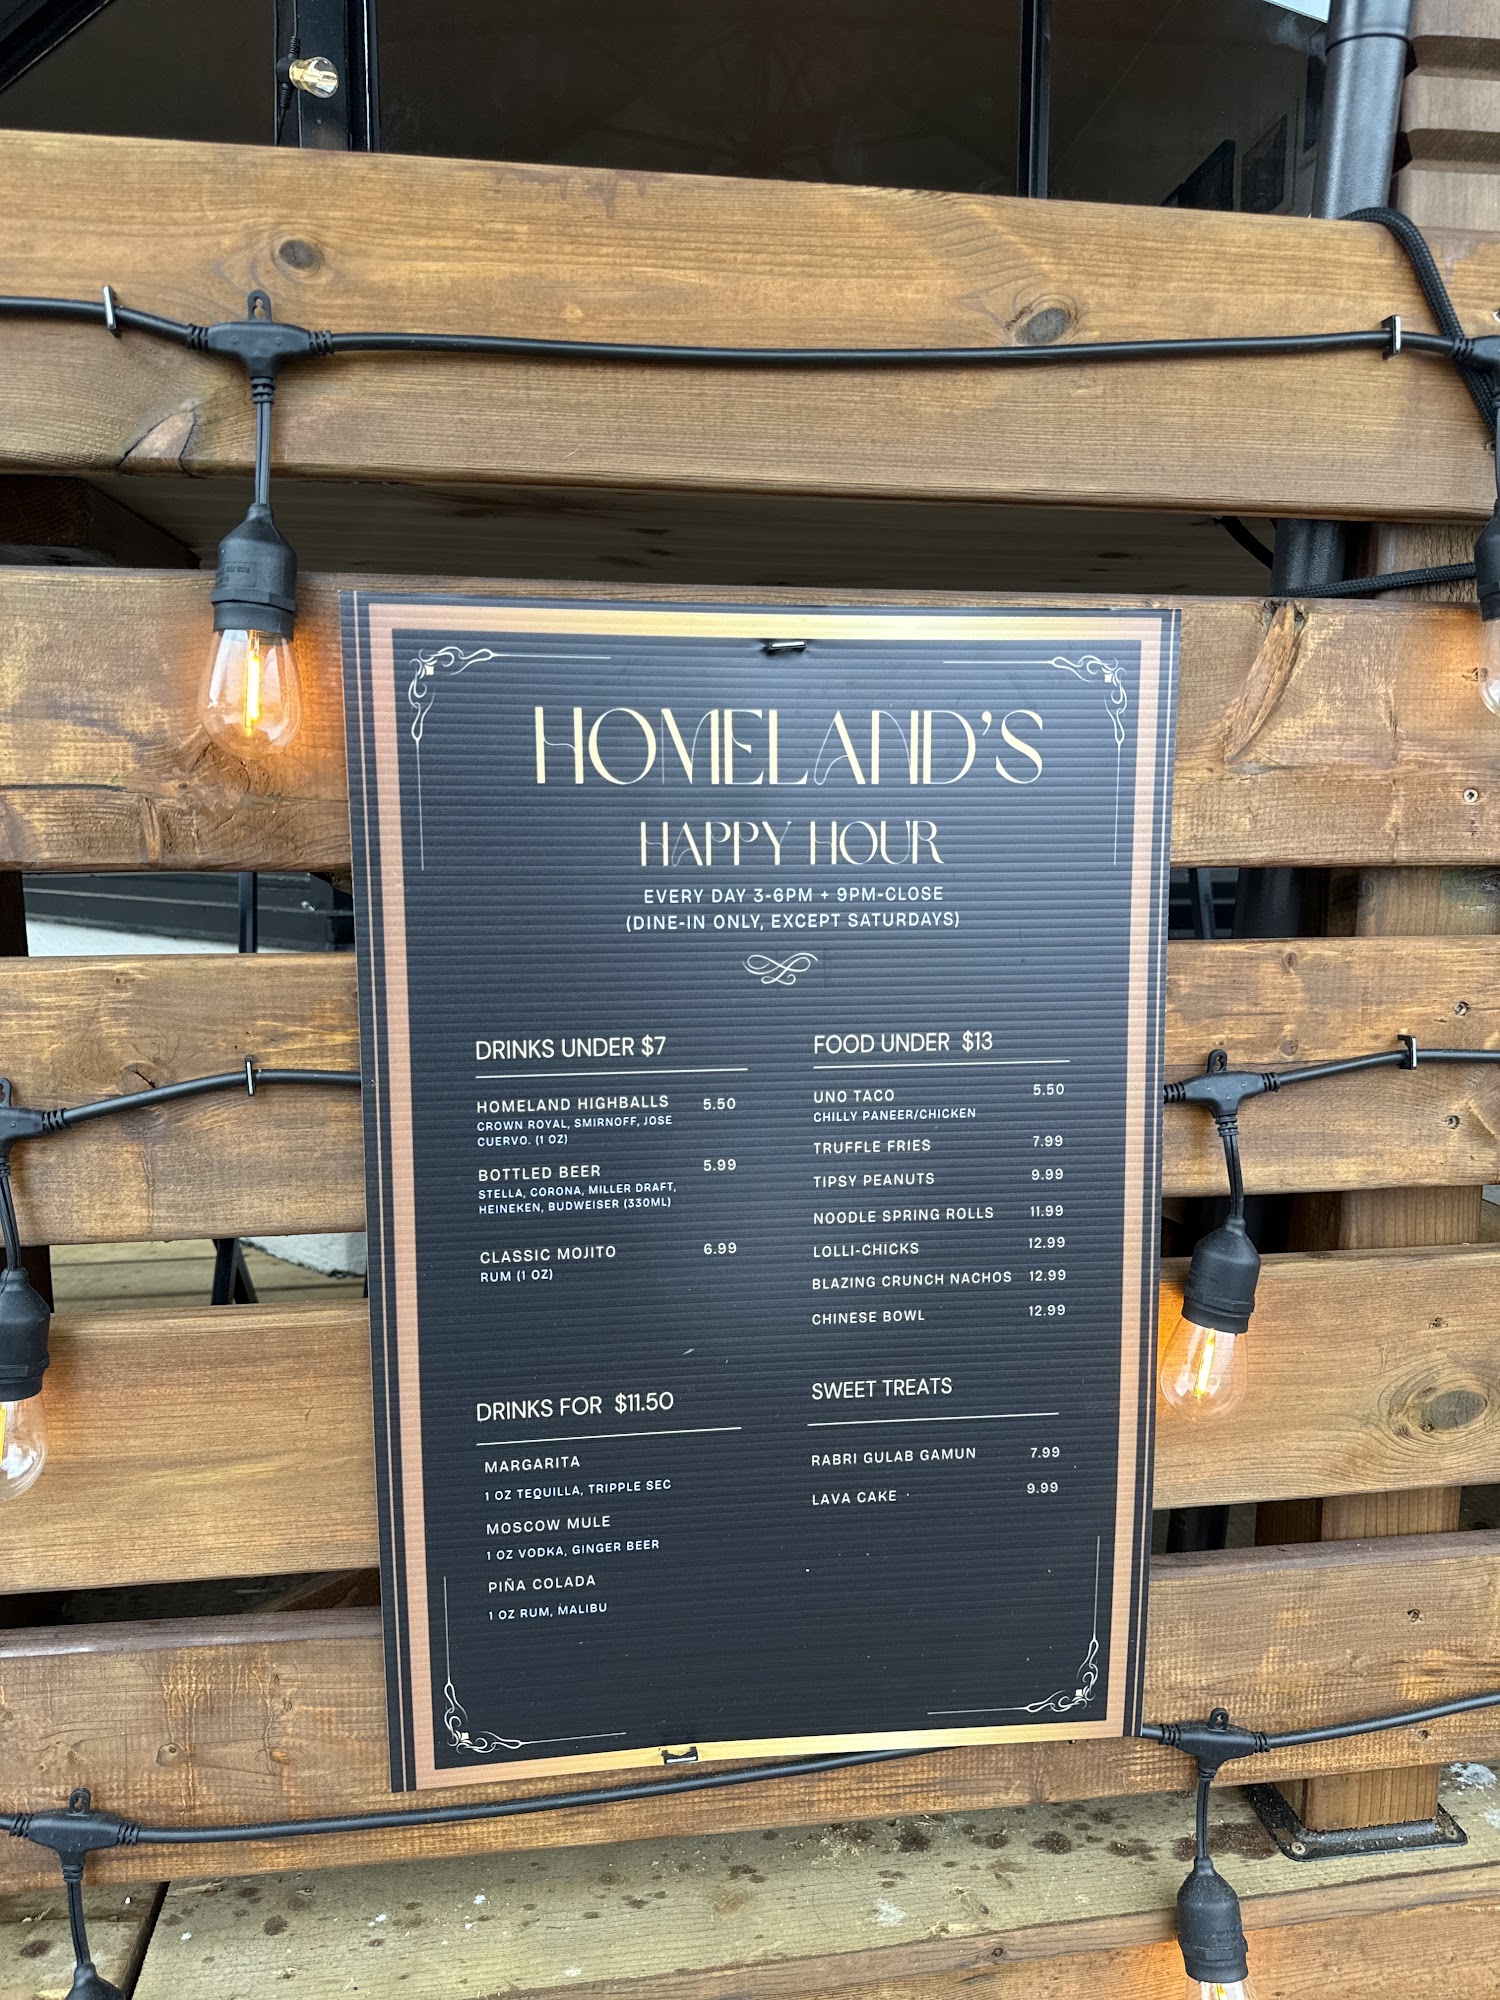 HOMELAND'S
HAPPY HOUR
EVERY DAY 3-6PM + 9PM-CLOSE
(DINE-IN ONLY, EXCEPT SATURDAYS)
DRINKS UNDER $7
HOMELAND HIGHBALLS 5.50
CROWN ROYAL, SMIRNOFF, JOSE
CUERVO. (1 OZ)
BOTTLED BEER 5.99
STELLA, CORONA, MILLER DRAFT,
HEINEKEN, BUDWEISER (330ML)
CLASSIC MOJITO 6.99
RUM (1 OZ)
DRINKS FOR $11.50
MARGARITA
1 OZ TEQUILLA, TRIPPLE SEC
MOSCOW MULE
1 OZ VODKA, GINGER BEER
PIÑA COLADA
1 OZ RUM, MALIBU
FOOD UNDER $13
UNO TACO 5.50
CHILLY PANEER/CHICKEN
TRUFFLE FRIES 7.99
TIPSY PEANUTS 9.99
NOODLE SPRING ROLLS 11.99
LOLLI-CHICKS 12.99
BLAZING CRUNCH NACHOS 12.99
CHINESE BOWL 12.99
SWEET TREATS
RABRI GULAB GAMUN 7.99
LAVA CAKE 9.99